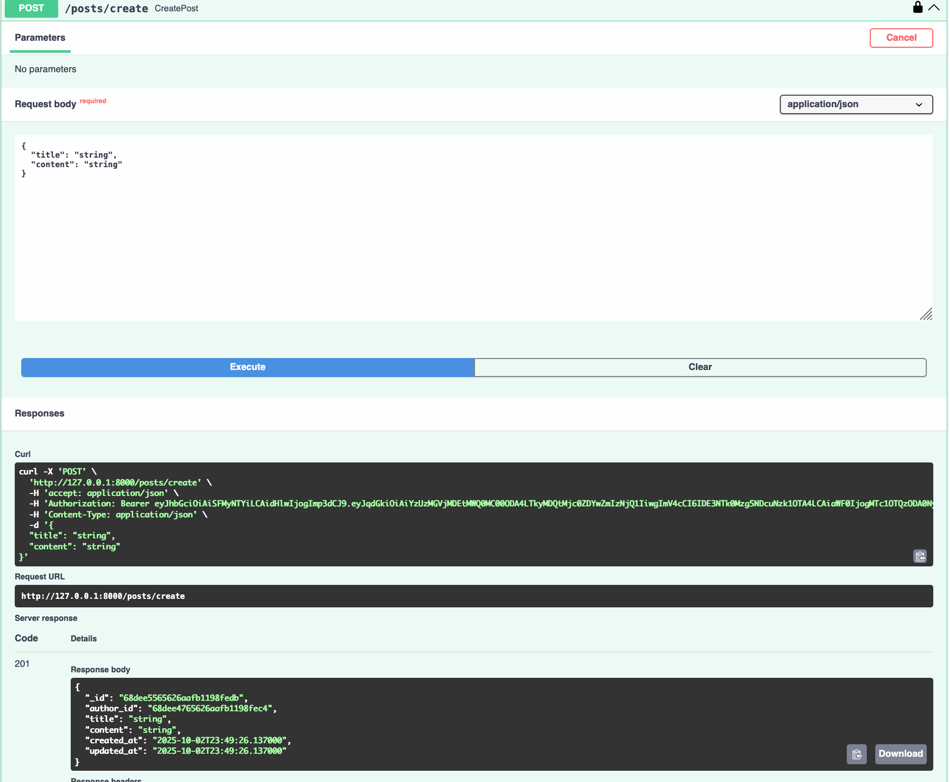 POST /posts/create CreatePost
Parameters
Cancel
No parameters
Request body required
application/json
{
  "title": "string",
  "content": "string"
}
Execute
Clear
Responses
Curl
curl -X 'POST' \
  'http://127.0.0.1:8000/posts/create' \
  -H 'accept: application/json' \
  -H 'Authorization: Bearer
  -H 'Content-Type: application/json' \
  -d '{
  "title": "string",
  "content": "string"
}'
Request URL
http://127.0.0.1:8000/posts/create
Server response
Code Details
201
Response body
{
  "_id": "68dee5565626aafb1198fedb",
  "author_id": "68dee4765626aafb1198fec4",
  "title": "string",
  "content": "string",
  "created_at": "2025-10-02T23:49:26.137000",
  "updated_at": "2025-10-02T23:49:26.137000"
}
Download
Response headers